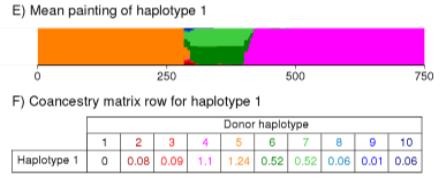 E) Mean painting of haplotype 1
0 250 500 750
F) Coancestry matrix row for haplotype 1
Donor haplotype
1 2 3 4 5 6 7 8 9 10
Haplotype 1 0 0.08 0.09 1.1 1.24 0.52 0.52 0.06 0.01 0.06